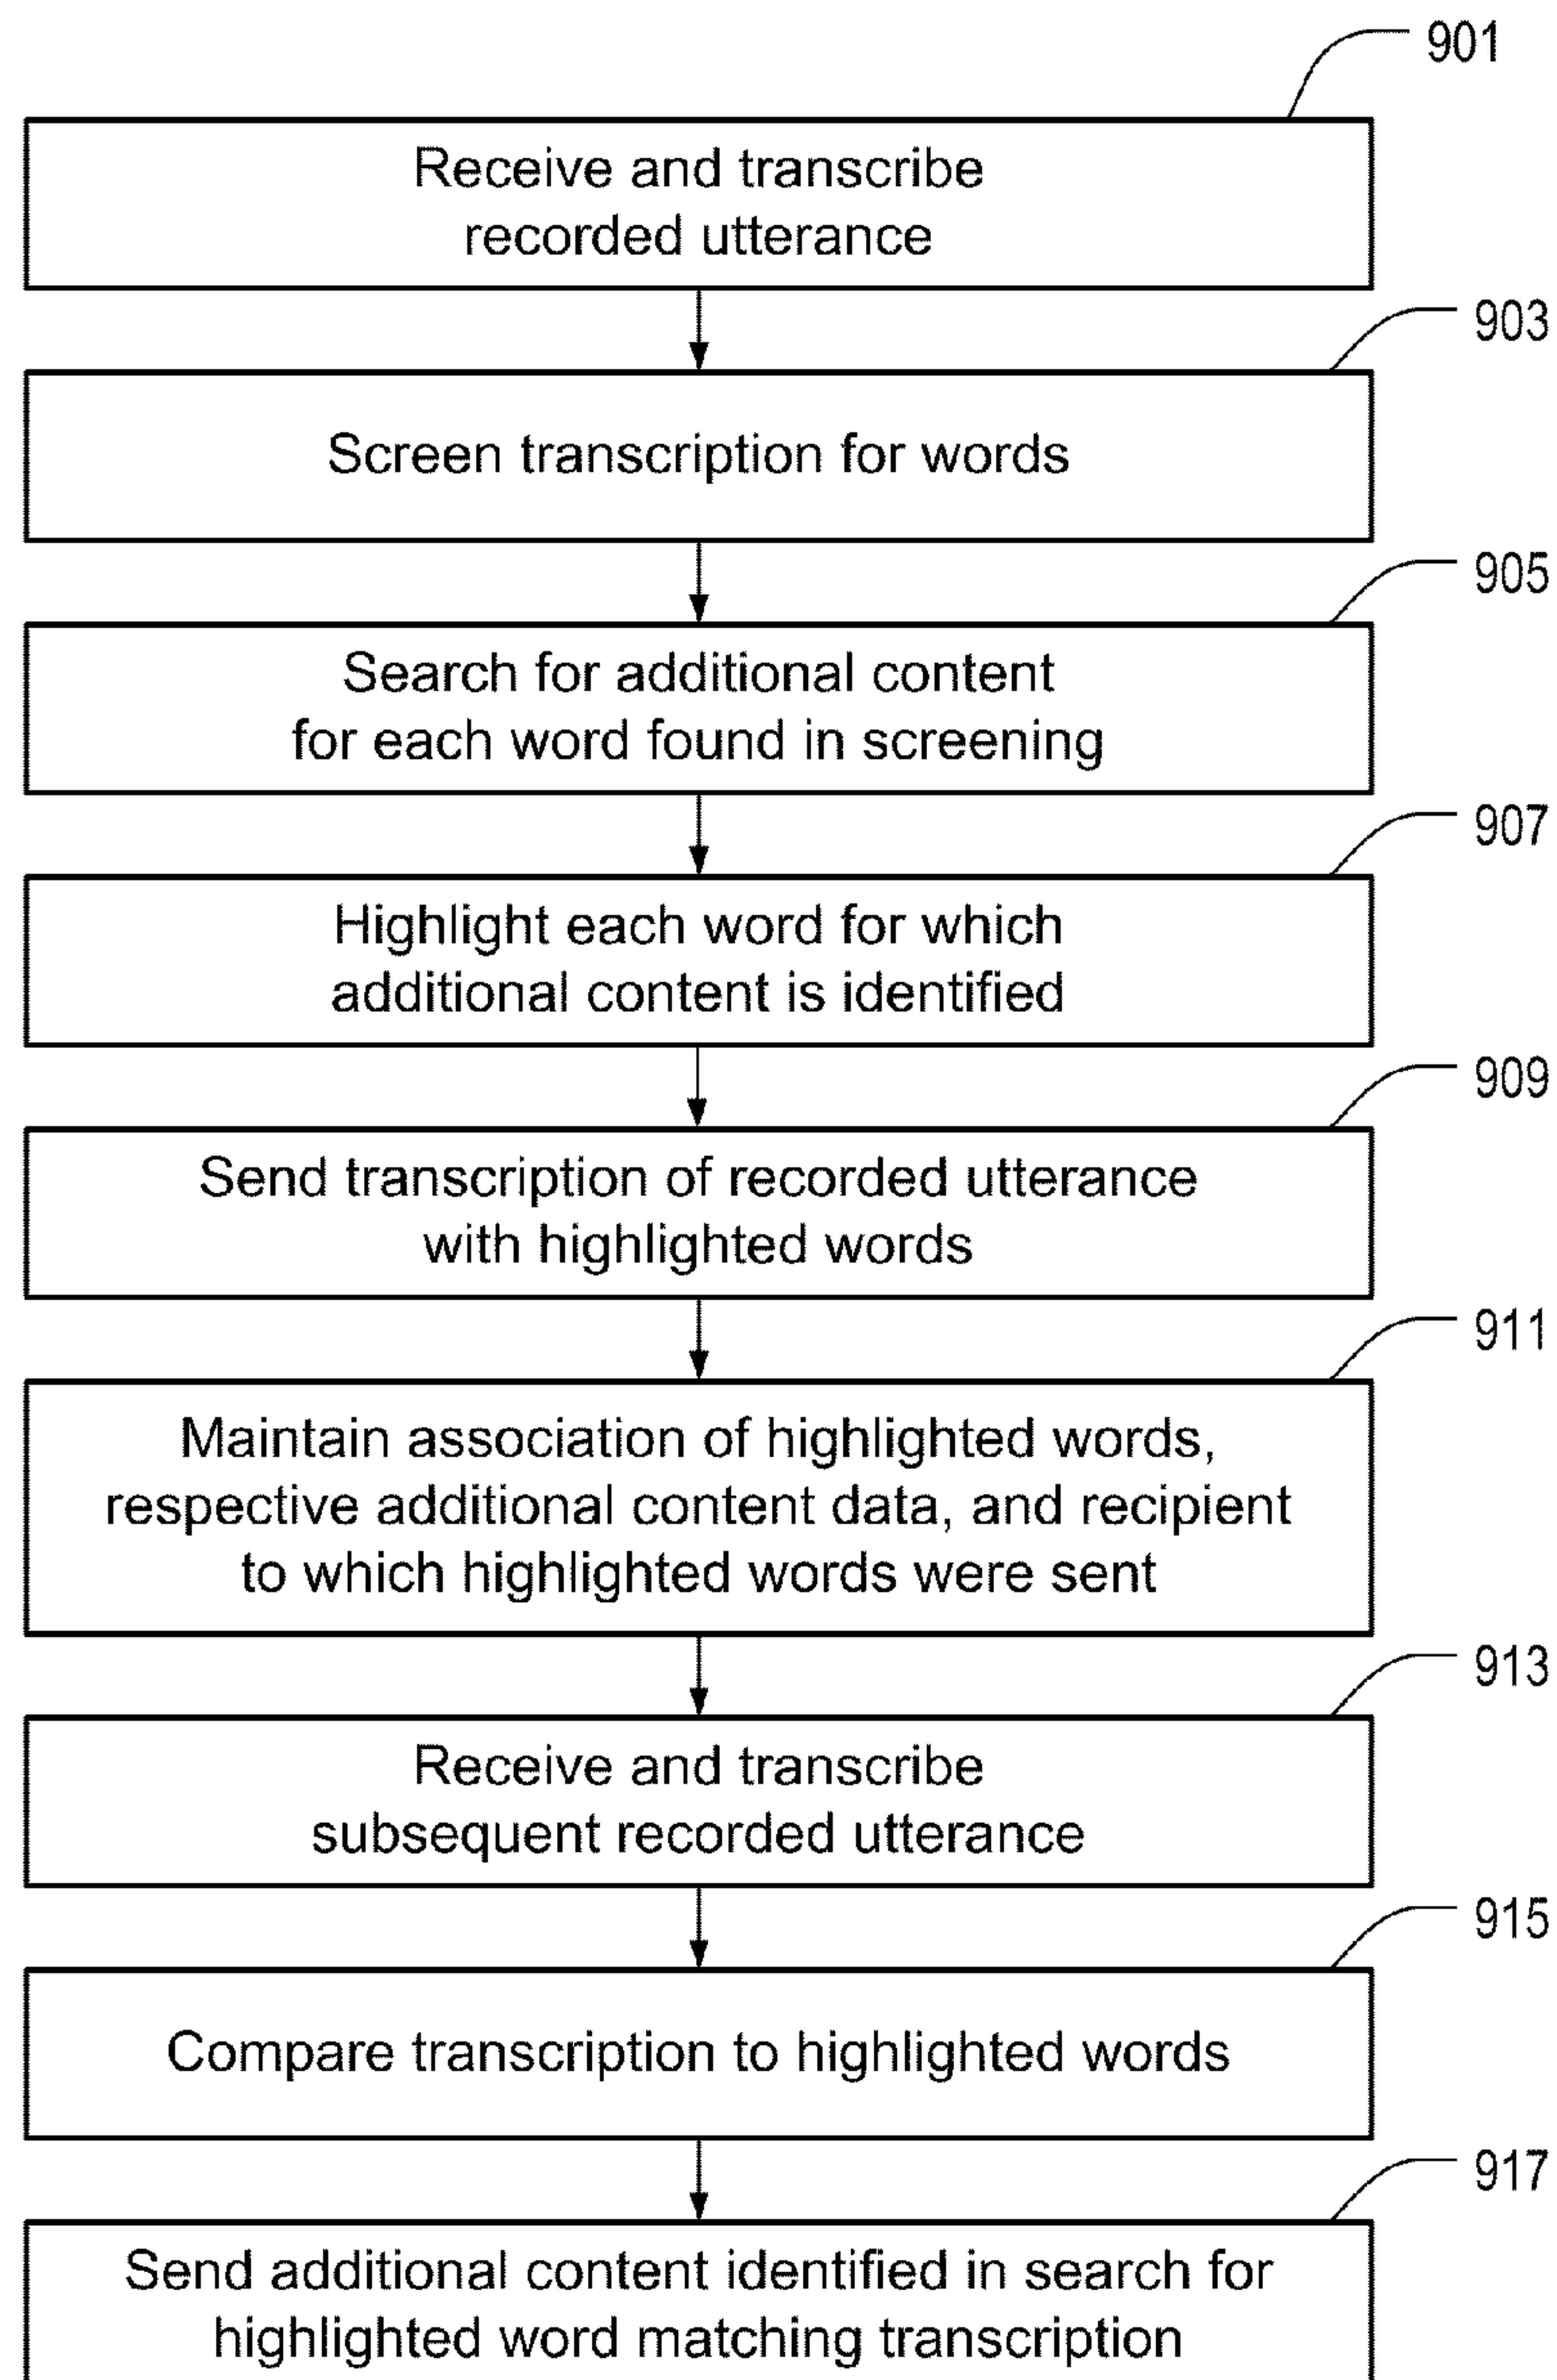 901
Receive and transcribe
recorded utterance
903
Screen transcription for words
905
Search for additional content
for each word found in screening
907
Highlight each word for which
additional content is identified
909
Send transcription of recorded utterance
with highlighted words
911
Maintain association of highlighted words,
respective additional content data, and recipient
to which highlighted words were sent
913
Receive and transcribe
subsequent recorded utterance
915
Compare transcription to highlighted words
917
Send additional content identified in search for
highlighted word matching transcription